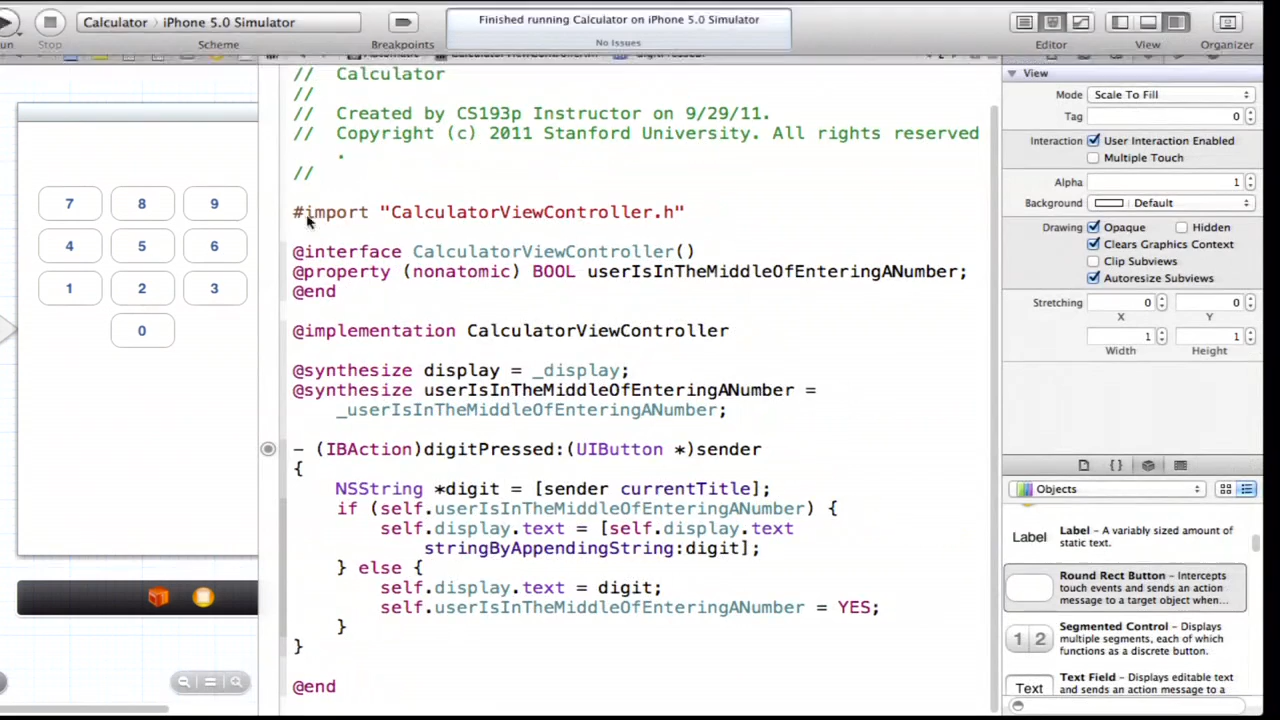 Calculator › iPhone 5.0 Simulator
Finished running Calculator on iPhone 5.0 Simulator
No Issues
un Stop Scheme Breakpoints Editor View Organizer
// Calculator
//
// Created by CS193p Instructor on 9/29/11.
// Copyright (c) 2011 Stanford University. All rights reserved
.
//
#import "CalculatorViewController.h"
@interface CalculatorViewController()
@property (nonatomic) BOOL userIsInTheMiddleOfEnteringANumber;
@end
@implementation CalculatorViewController
@synthesize display = _display;
@synthesize userIsInTheMiddleOfEnteringANumber =
_userIsInTheMiddleOfEnteringANumber;
- (IBAction)digitPressed:(UIButton *)sender
{
NSString *digit = [sender currentTitle];
if (self.userIsInTheMiddleOfEnteringANumber) {
self.display.text = [self.display.text
stringByAppendingString:digit];
} else {
self.display.text = digit;
self.userIsInTheMiddleOfEnteringANumber = YES;
}
}
@end
7 8 9
4 5 6
1 2 3
0
View
Mode Scale To Fill
Tag 0
Interaction User Interaction Enabled
Multiple Touch
Alpha 1
Background Default
Drawing Opaque Hidden
Clears Graphics Context
Clip Subviews
Autoresize Subviews
Stretching 0 0
X Y
1 1
Width Height
{}
Objects
Label
Label – A variably sized amount of
static text.
Round Rect Button – Intercepts
touch events and sends an action
message to a target object when...
1 2
Segmented Control – Displays
multiple segments, each of which
functions as a discrete button.
Text
Text Field – Displays editable text
and sends an action message to a